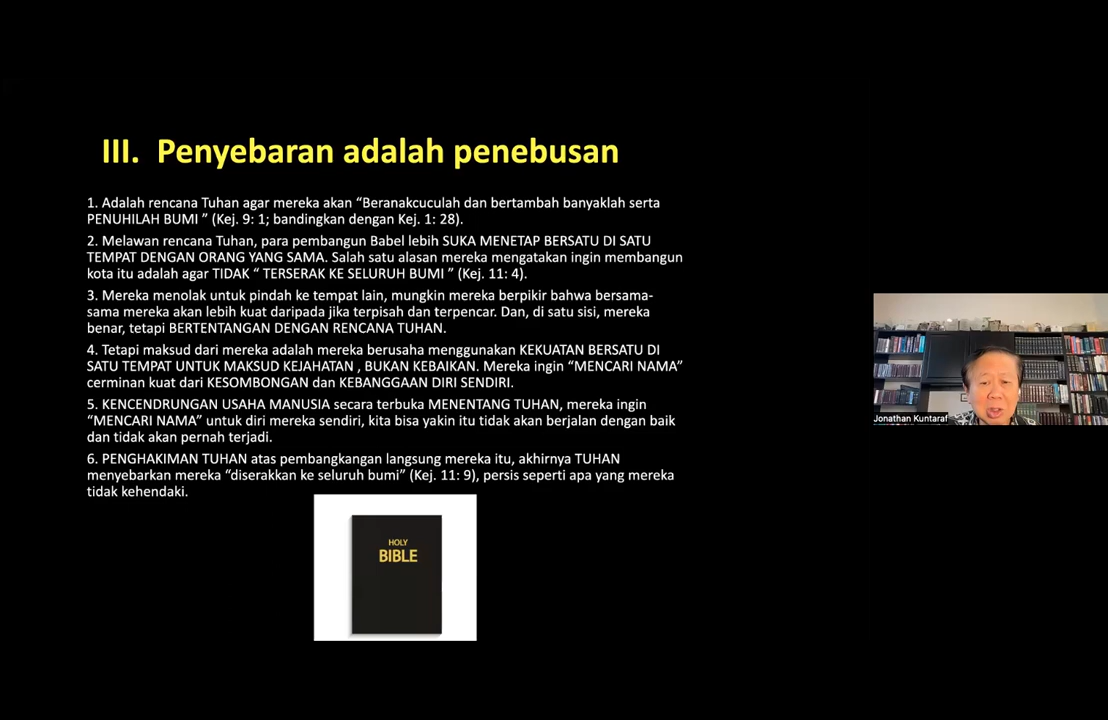 III. Penyebaran adalah penebusan
1. Adalah rencana Tuhan agar mereka akan “Beranakcuculah dan bertambah banyaklah serta
PENUHILAH BUMI ” (Kej. 9: 1; bandingkan dengan Kej. 1: 28).
2. Melawan rencana Tuhan, para pembangun Babel lebih SUKA MENETAP BERSATU DI SATU
TEMPAT DENGAN ORANG YANG SAMA. Salah satu alasan mereka mengatakan ingin membangun
kota itu adalah agar TIDAK “ TERSERAK KE SELURUH BUMI ” (Kej. 11: 4).
3. Mereka menolak untuk pindah ke tempat lain, mungkin mereka berpikir bahwa bersama-
sama mereka akan lebih kuat daripada jika terpisah dan terpencar. Dan, di satu sisi, mereka
benar, tetapi BERTENTANGAN DENGAN RENCANA TUHAN.
4. Tetapi maksud dari mereka adalah mereka berusaha menggunakan KEKUATAN BERSATU DI
SATU TEMPAT UNTUK MAKSUD KEJAHATAN , BUKAN KEBAIKAN. Mereka ingin “MENCARI NAMA”
cerminan kuat dari KESOMBONGAN dan KEBANGGAAN DIRI SENDIRI.
5. KENCENDRUNGAN USAHA MANUSIA secara terbuka MENENTANG TUHAN, mereka ingin
“MENCARI NAMA” untuk diri mereka sendiri, kita bisa yakin itu tidak akan berjalan dengan baik
dan tidak akan pernah terjadi.
6. PENGHAKIMAN TUHAN atas pembangkangan langsung mereka itu, akhirnya TUHAN
menyebarkan mereka “diserakkan ke seluruh bumi” (Kej. 11: 9), persis seperti apa yang mereka
tidak kehendaki.
HOLY
BIBLE
Jonathan Kuntaraf